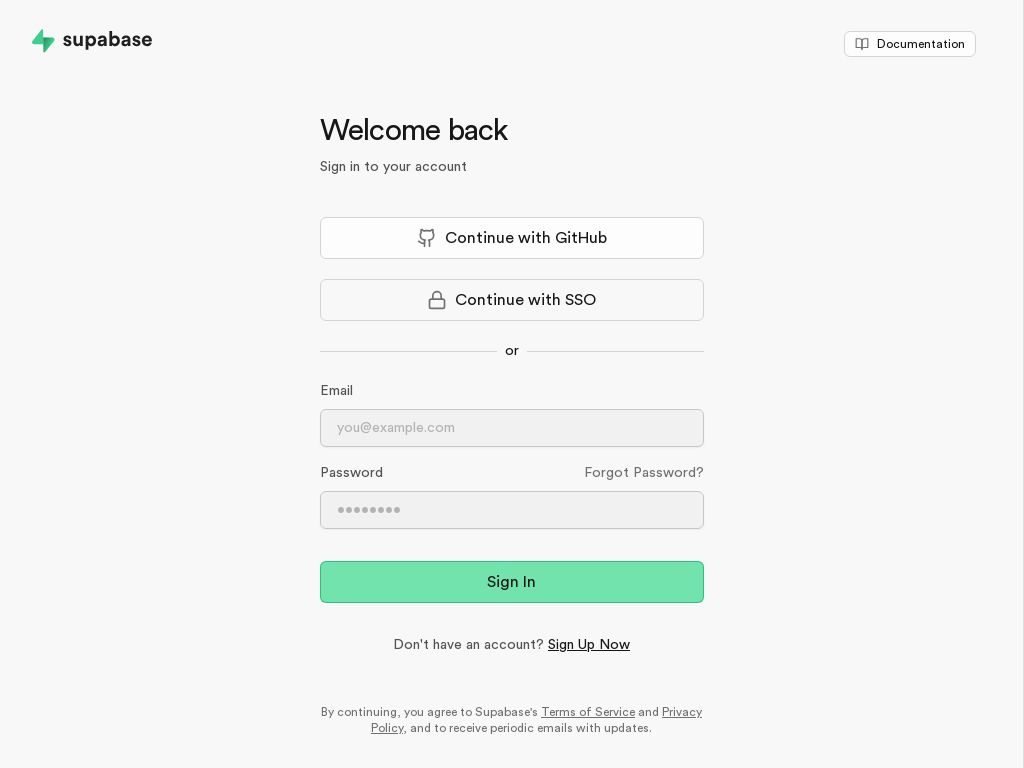 supabase
Documentation
Welcome back
Sign in to your account
Continue with GitHub
Continue with SSO
or
Email
you@example.com
Password
Forgot Password?
••••••••
Sign In
Don't have an account? Sign Up Now
By continuing, you agree to Supabase's Terms of Service and Privacy
Policy, and to receive periodic emails with updates.